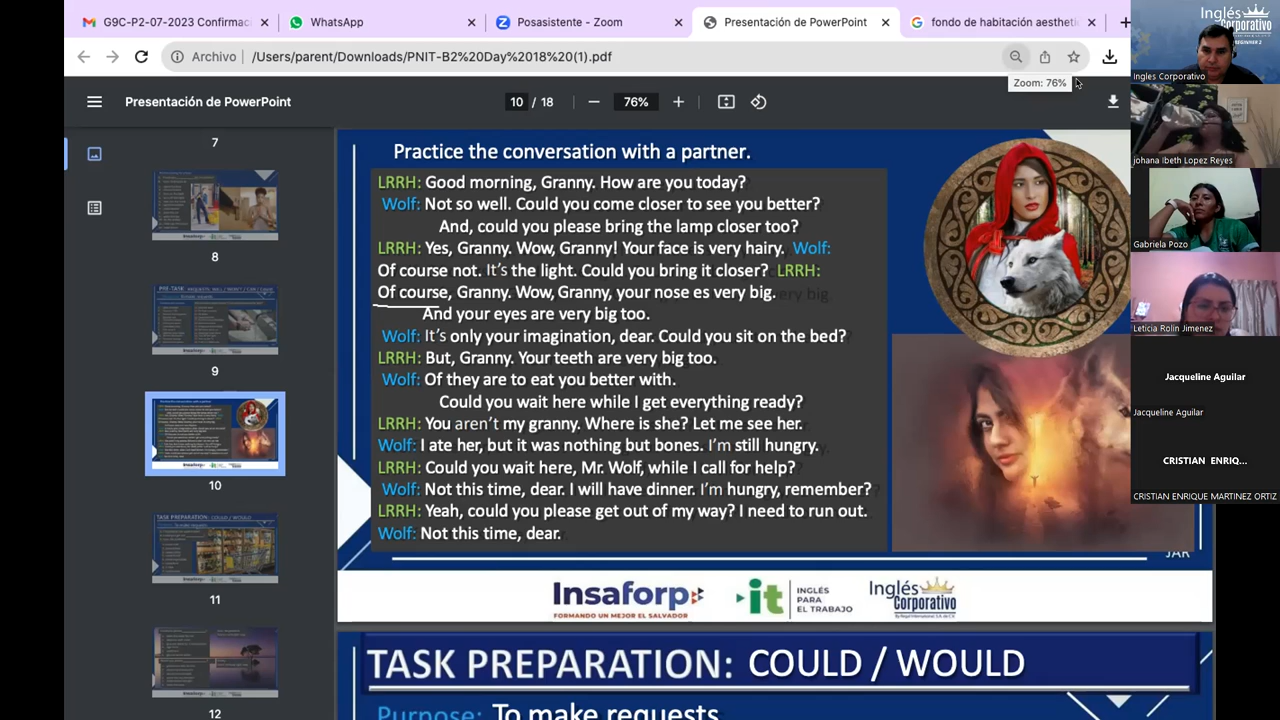 G9C-P2-07-2023 Confirmac
WhatsApp
Posasistente - Zoom
Presentación de PowerPoint
fondo de habitación aesthetic
Archivo
/Users/parent/Downloads/PNIT-B2%20Day%2018%20(1).pdf
Zoom: 76%
Presentación de PowerPoint
10 / 18
76%
7
8
9
10
11
12
Practice the conversation with a partner.
LRRH: Good morning, Granny. How are you today?
Wolf: Not so well. Could you come closer to see you better?
And, could you please bring the lamp closer too?
LRRH: Yes, Granny. Wow, Granny! Your face is very hairy. Wolf:
Of course not. It's the light. Could you bring it closer? LRRH:
Of course, Granny. Wow, Granny, your nose es very big.
And your eyes are very big too.
Wolf: It's only your imagination, dear. Could you sit on the bed?
LRRH: But, Granny. Your teeth are very big too.
Wolf: Of they are to eat you better with.
Could you wait here while I get everything ready?
LRRH: You aren't my granny. Where is she? Let me see her.
Wolf: Sure, but she is nothing but bones. I'm still hungry.
LRRH: Could you wait here, Mr. Wolf, while I call for help?
Wolf: Not this time, dear. I will have dinner. I'm hungry, remember?
LRRH: Yeah, could you please get out of my way? I need to run out.
Wolf: Not this time, dear.
JAR
Insaforp
FORMANDO UN MEJOR EL SALVADOR
it
INGLÉS
PARA
EL TRABAJO
Inglés
Corporativo
TASK PREPARATION: COULD / WOULD
Purpose: To make requests
Inglés
Corporativo
BEGINNER 2
Ingles Corporativo
johana Ibeth Lopez Reyes
Gabriela Pozo
Leticia Rolin Jimenez
Jacqueline Aguilar
Jacqueline Aguilar
CRISTIAN ENRIQ...
CRISTIAN ENRIQUE MARTINEZ ORTIZ